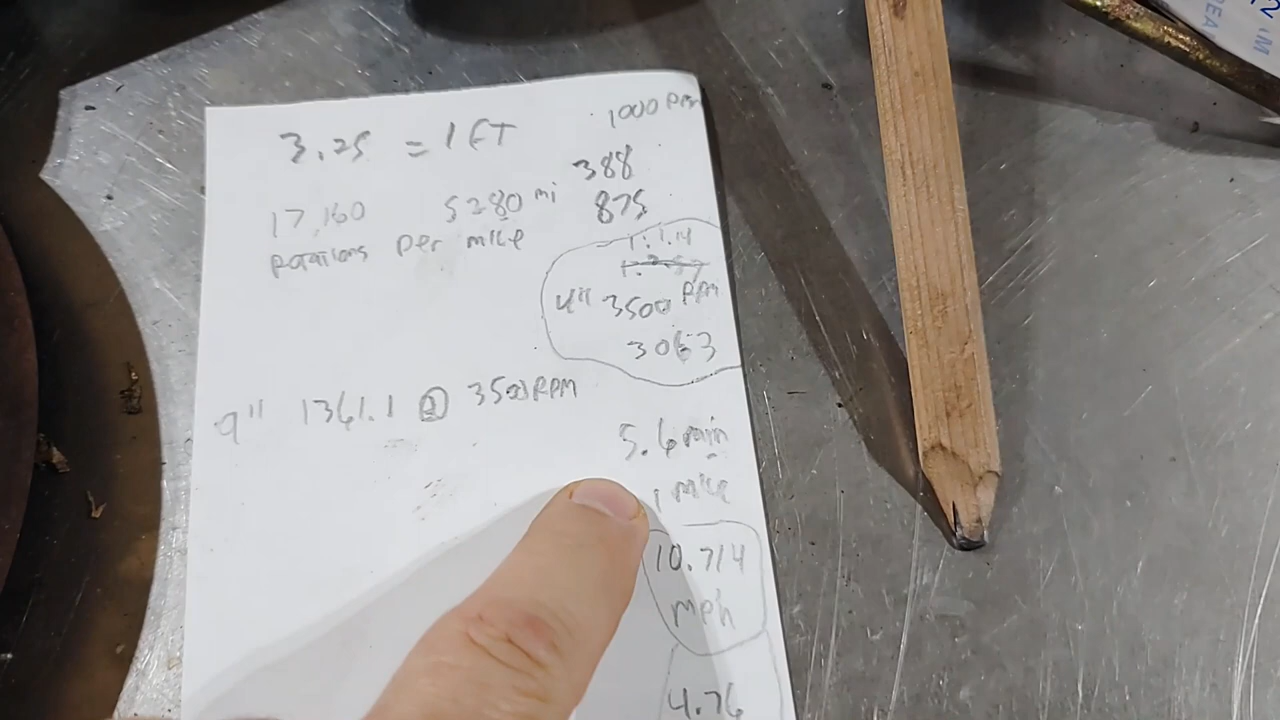 3.25 = 1 FT
1000 RPM
388
17,160 5280 mi
875
Rotations per mile
1:1.14
4" 3500 RPM
3063
9" 1361.1 @ 3500 RPM
5.6 min
1 mile
10.714
mph
4.76